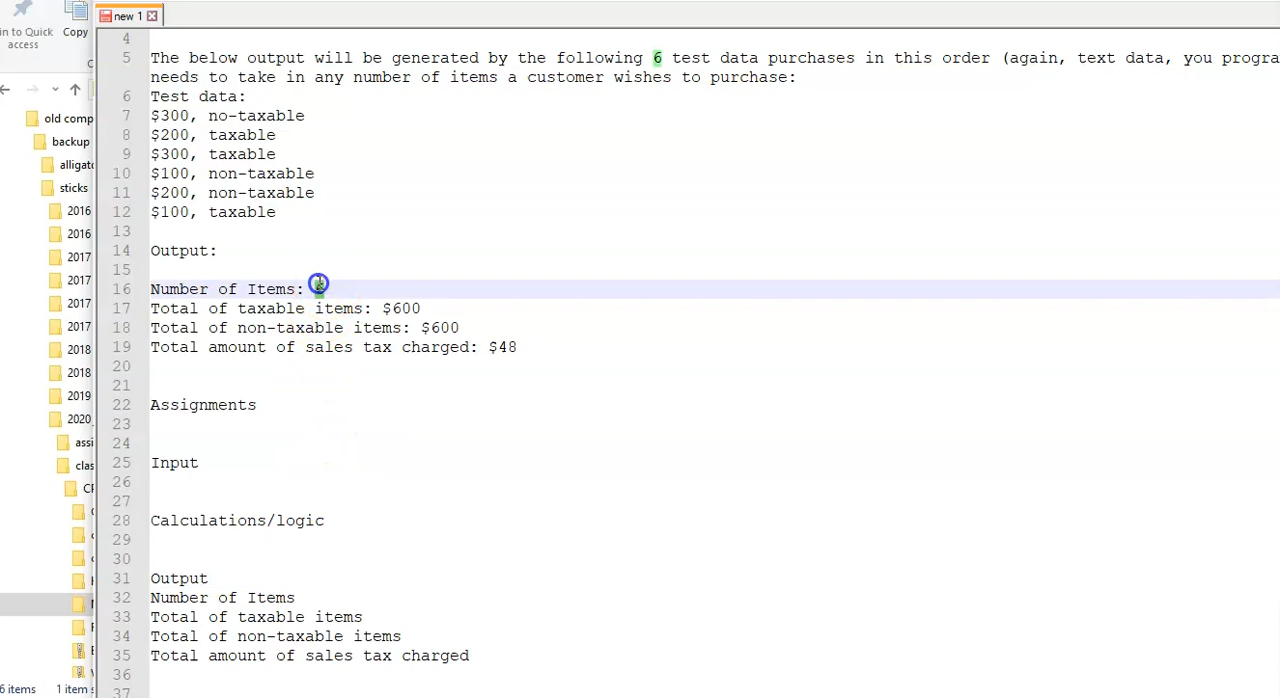 in to Quick
access
Copy
new 1
4
5 The below output will be generated by the following 6 test data purchases in this order (again, text data, you progra
needs to take in any number of items a customer wishes to purchase:
6 Test data:
7 $300, no-taxable
8 $200, taxable
9 $300, taxable
10 $100, non-taxable
11 $200, non-taxable
12 $100, taxable
13
14 Output:
15
16 Number of Items:
17 Total of taxable items: $600
18 Total of non-taxable items: $600
19 Total amount of sales tax charged: $48
20
21
22 Assignments
23
24
25 Input
26
27
28 Calculations/logic
29
30
31 Output
32 Number of Items
33 Total of taxable items
34 Total of non-taxable items
35 Total amount of sales tax charged
36
37
old comp
backup
alligato
sticks
2016
2016
2017
2017
2017
2017
2018
2018
2019
2020_
assi
clas
6 items 1 item s